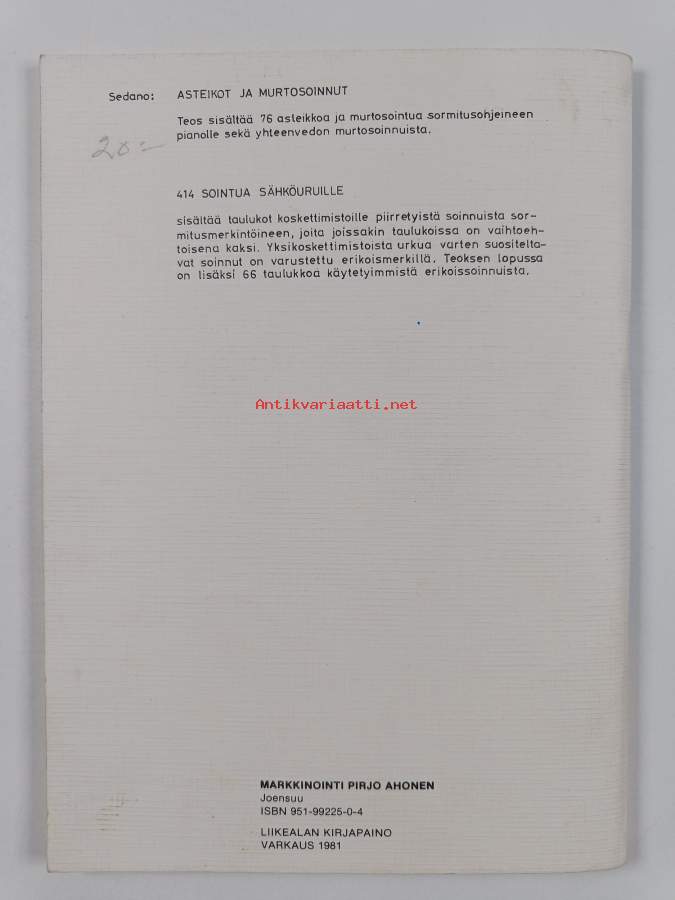 Sedano: ASTEIKOT JA MURTOSOINNUT
Teos sisältää 76 asteikkoa ja murtosointua sormitusohjeineen
pianolle sekä yhteenvedon murtosoinnuista.
20:-
414 SOINTUA SÄHKÖURUILLE
sisältää taulukot koskettimistoille piirretyistä soinnuista sor-
mitusmerkintöineen, joita joissakin taulukoissa on vaihtoeh-
toisena kaksi. Yksikoskettimistoista urkua varten suositelta-
vat soinnut on varustettu erikoismerkillä. Teoksen lopussa
on lisäksi 66 taulukkoa käytetyimmistä erikoissoinnuista.
Antikvariaatti.net
MARKKINOINTI PIRJO AHONEN
Joensuu
ISBN 951-99225-0-4
LIIKEALAN KIRJAPAINO
VARKAUS 1981